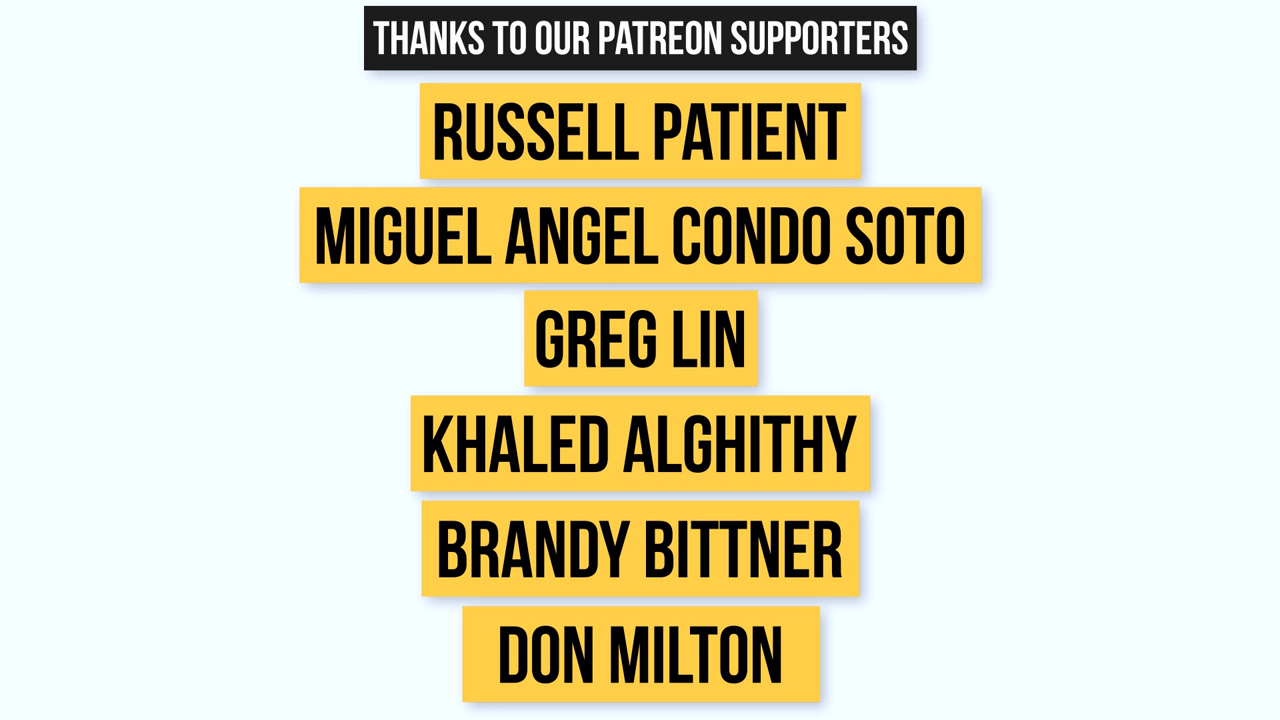 THANKS TO OUR PATREON SUPPORTERS
RUSSELL PATIENT
MIGUEL ANGEL CONDO SOTO
GREG LIN
KHALED ALGHITHY
BRANDY BITTNER
DON MILTON